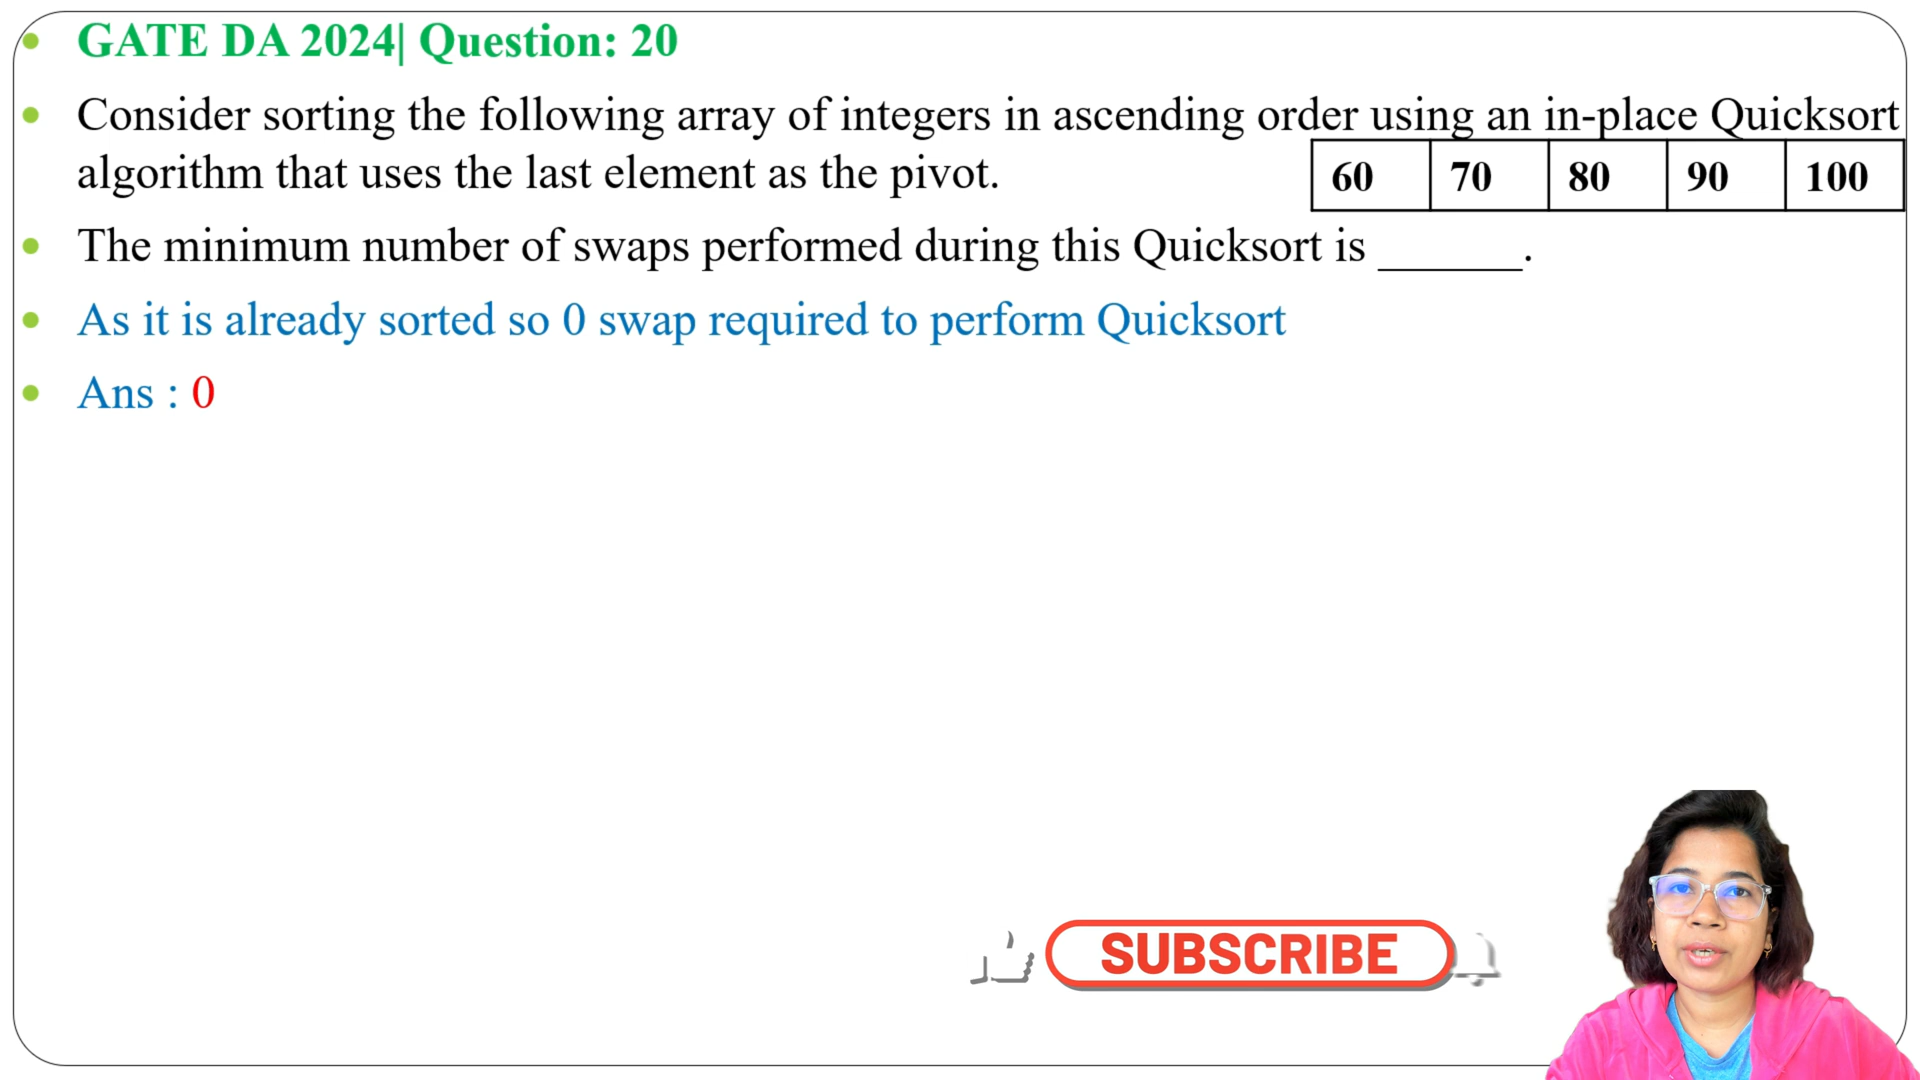 GATE DA 2024| Question: 20
Consider sorting the following array of integers in ascending order using an in-place Quicksort
algorithm that uses the last element as the pivot.
60 70 80 90 100
The minimum number of swaps performed during this Quicksort is ______.
As it is already sorted so 0 swap required to perform Quicksort
Ans : 0
SUBSCRIBE